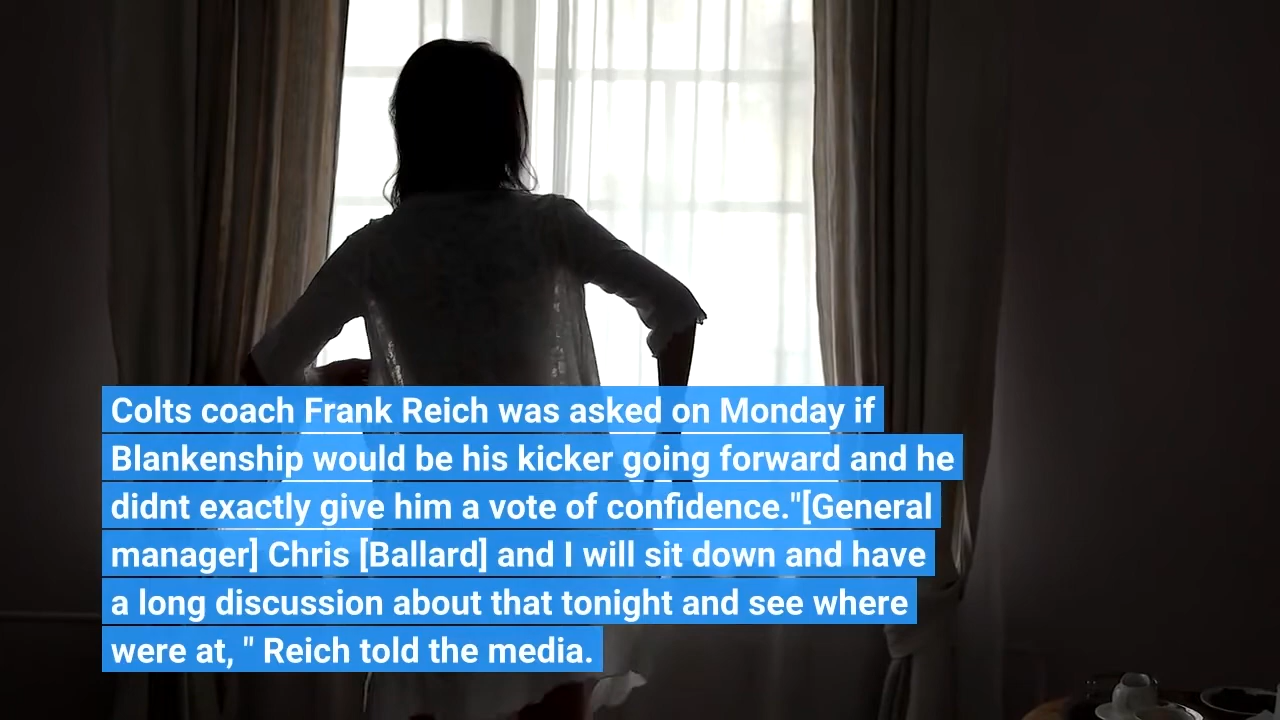 Colts coach Frank Reich was asked on Monday if
Blankenship would be his kicker going forward and he
didnt exactly give him a vote of confidence."[General
manager] Chris [Ballard] and I will sit down and have
a long discussion about that tonight and see where
were at, " Reich told the media.